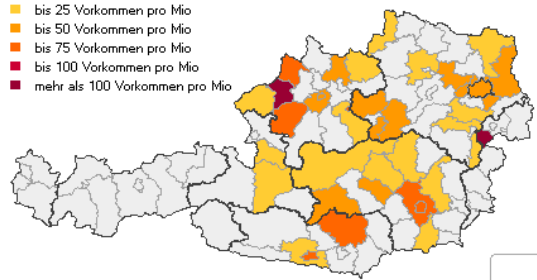 bis 25 Vorkommen pro Mio
bis 50 Vorkommen pro Mio
bis 75 Vorkommen pro Mio
bis 100 Vorkommen pro Mio
mehr als 100 Vorkommen pro Mio